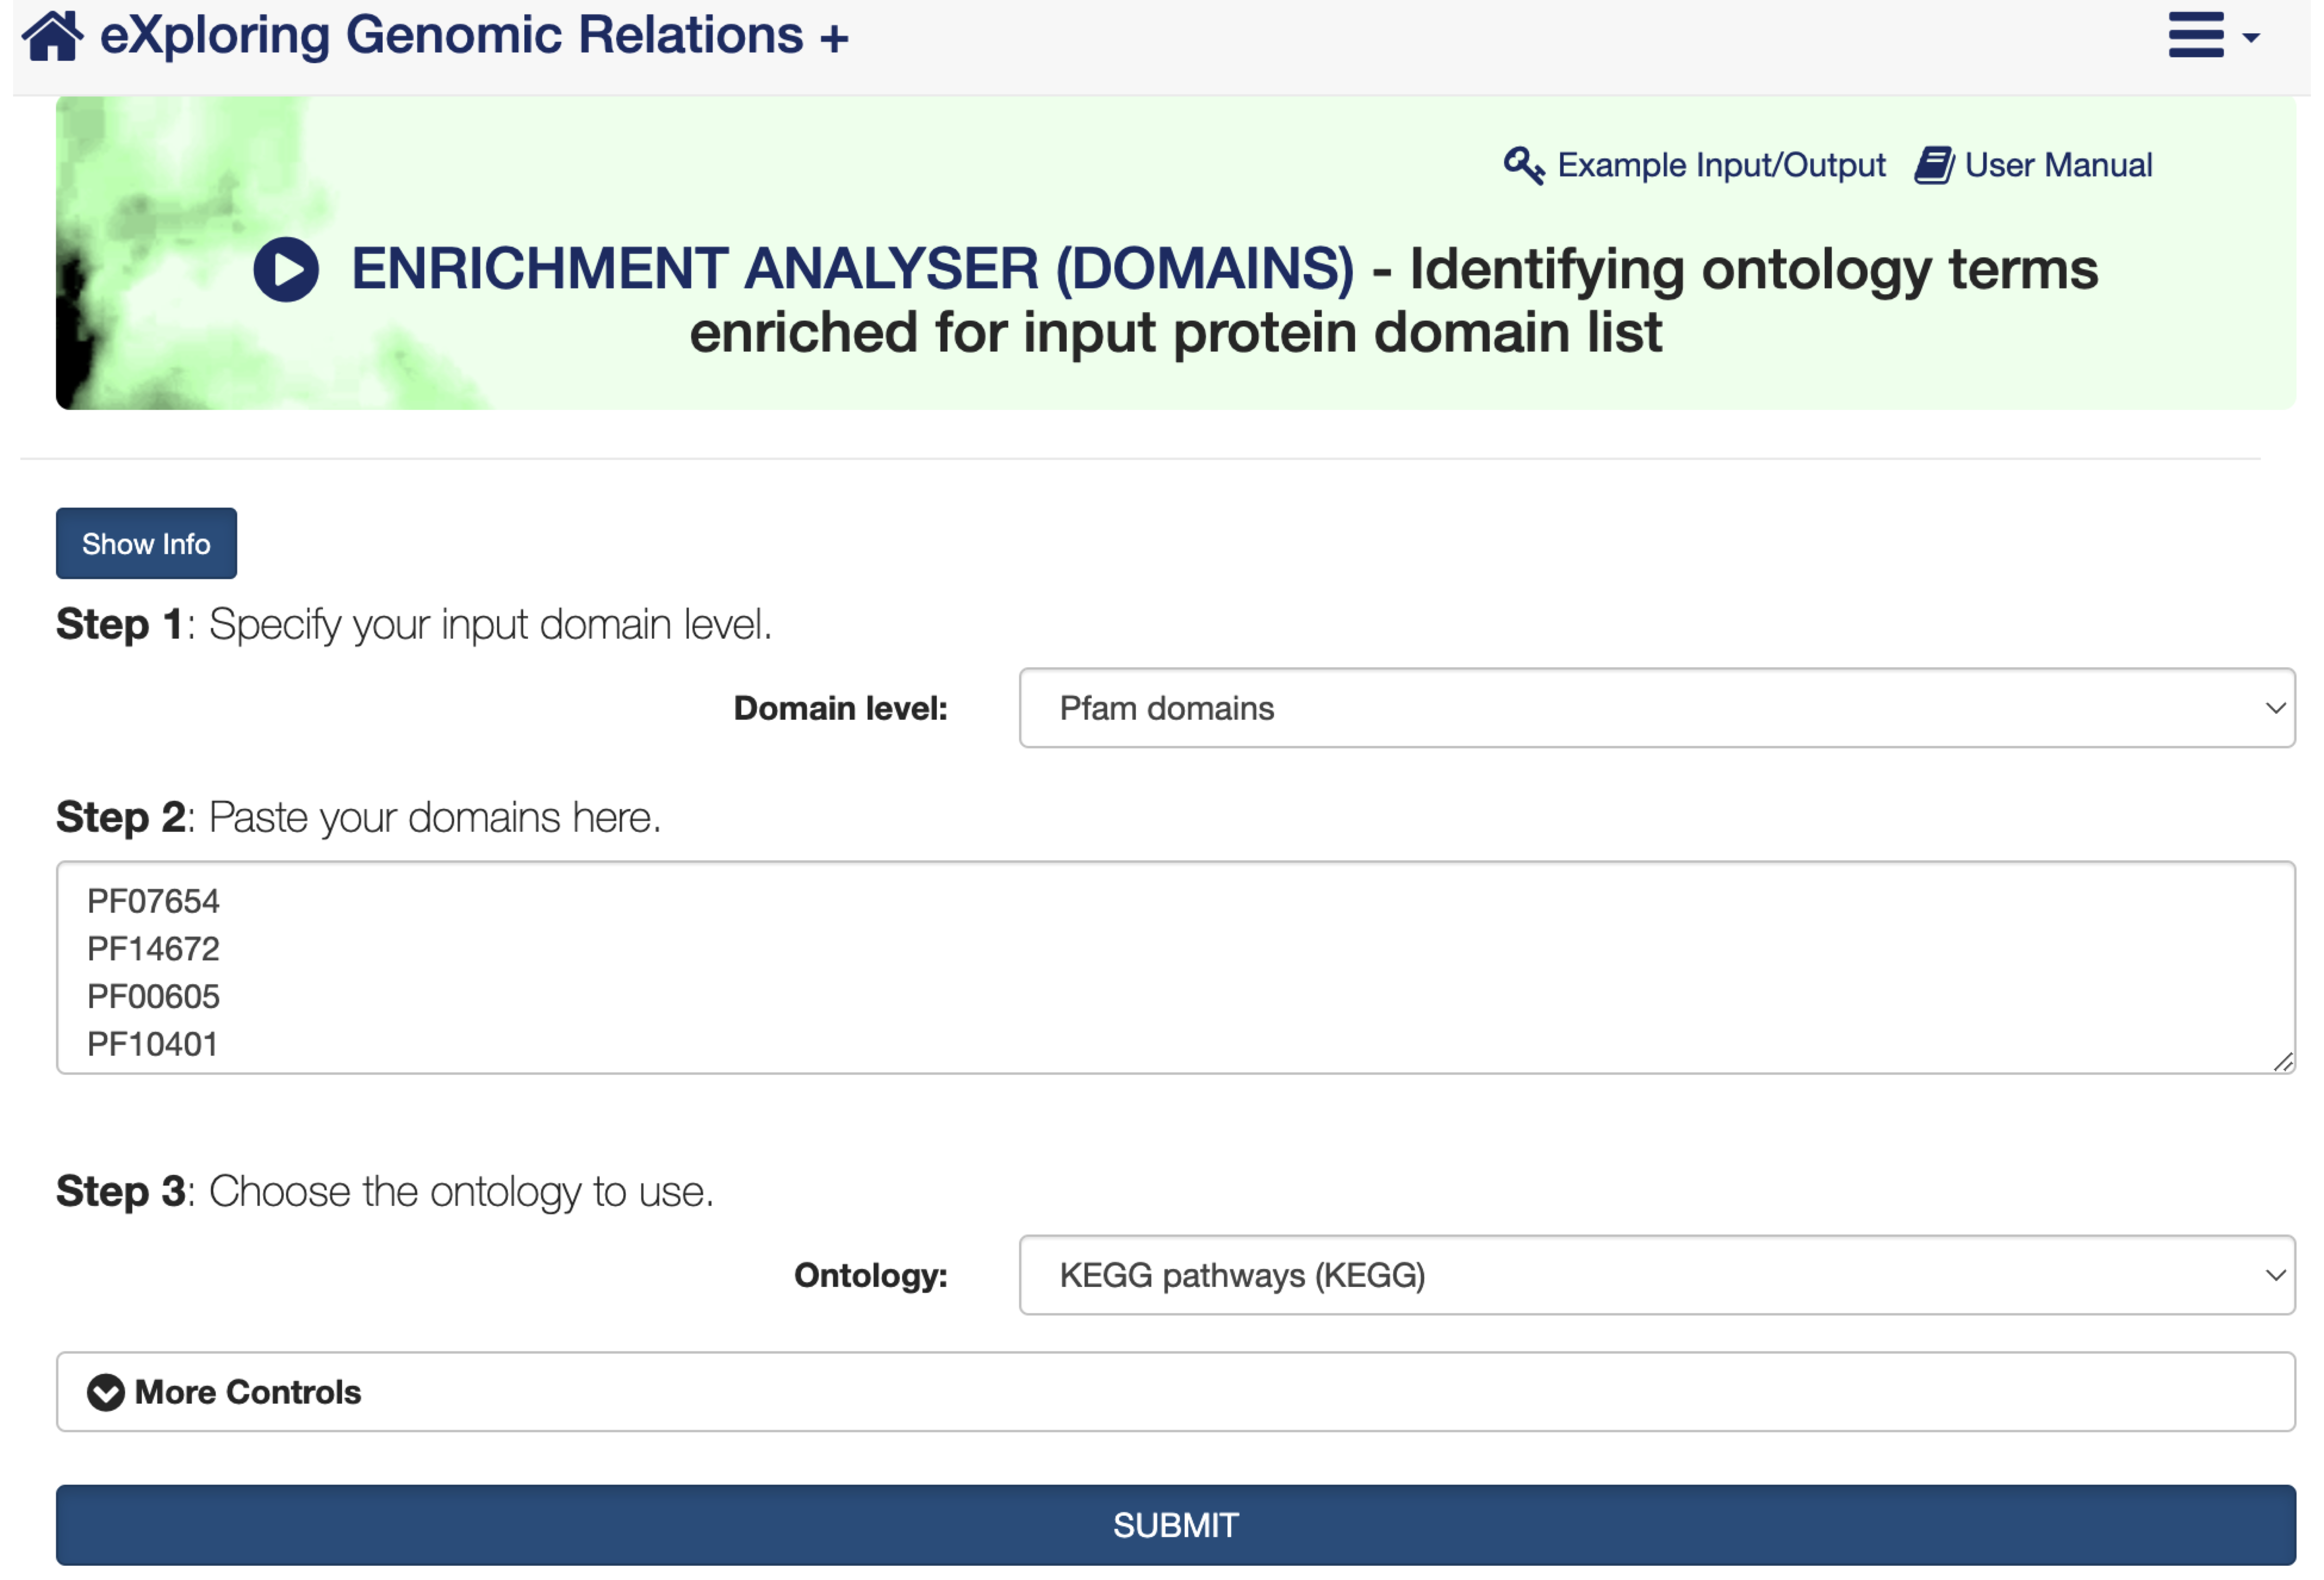 eXploring Genomic Relations +
Example Input/Output User Manual
ENRICHMENT ANALYSER (DOMAINS) - Identifying ontology terms
enriched for input protein domain list
Show Info
Step 1: Specify your input domain level.
Domain level: Pfam domains
Step 2: Paste your domains here.
PF07654
PF14672
PF00605
PF10401
Step 3: Choose the ontology to use.
Ontology: KEGG pathways (KEGG)
More Controls
SUBMIT